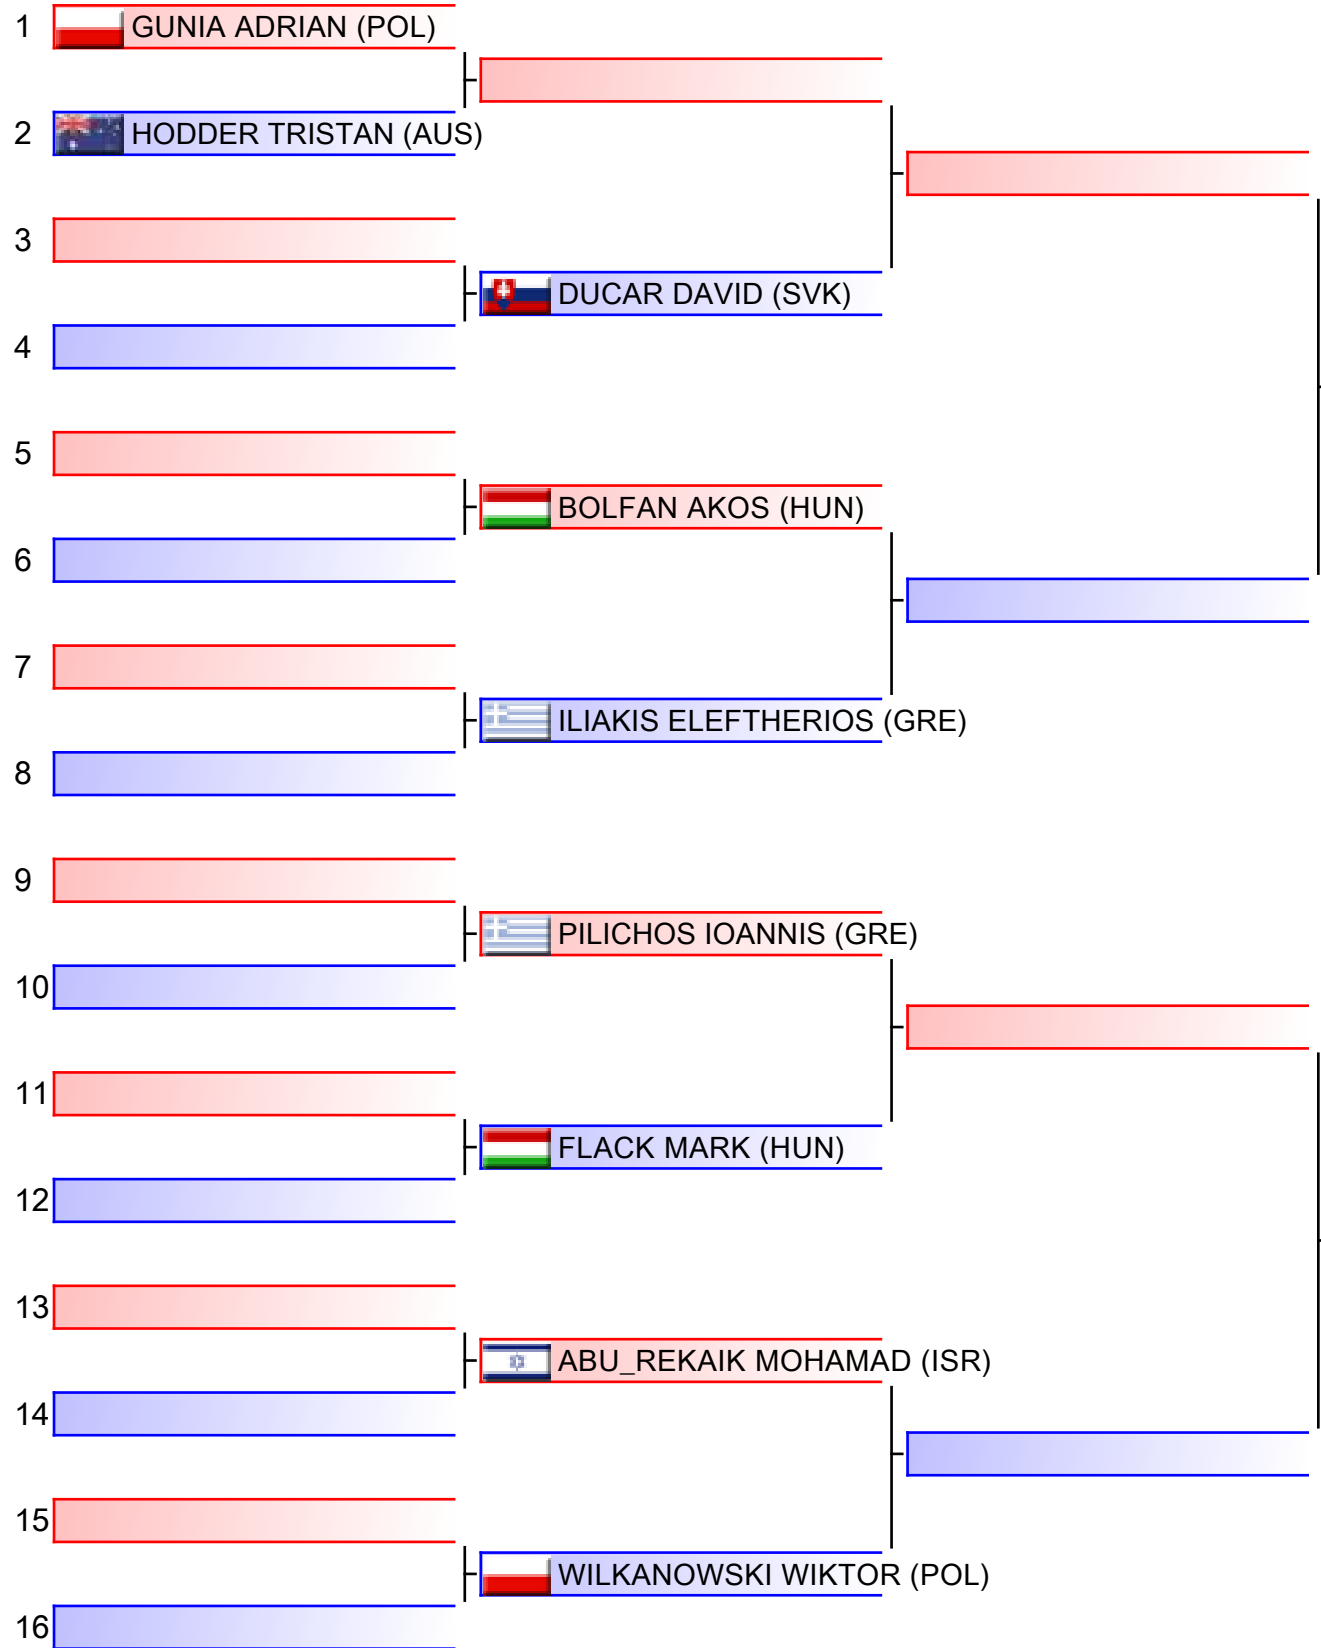 1 GUNIA ADRIAN (POL)
2 HODDER TRISTAN (AUS)
3
DUCAR DAVID (SVK)
4
5
BOLFAN AKOS (HUN)
6
7
ILIAKIS ELEFTHERIOS (GRE)
8
9
PILICHOS IOANNIS (GRE)
10
11
FLACK MARK (HUN)
12
13
ABU_REKAIK MOHAMAD (ISR)
14
15
WILKANOWSKI WIKTOR (POL)
16